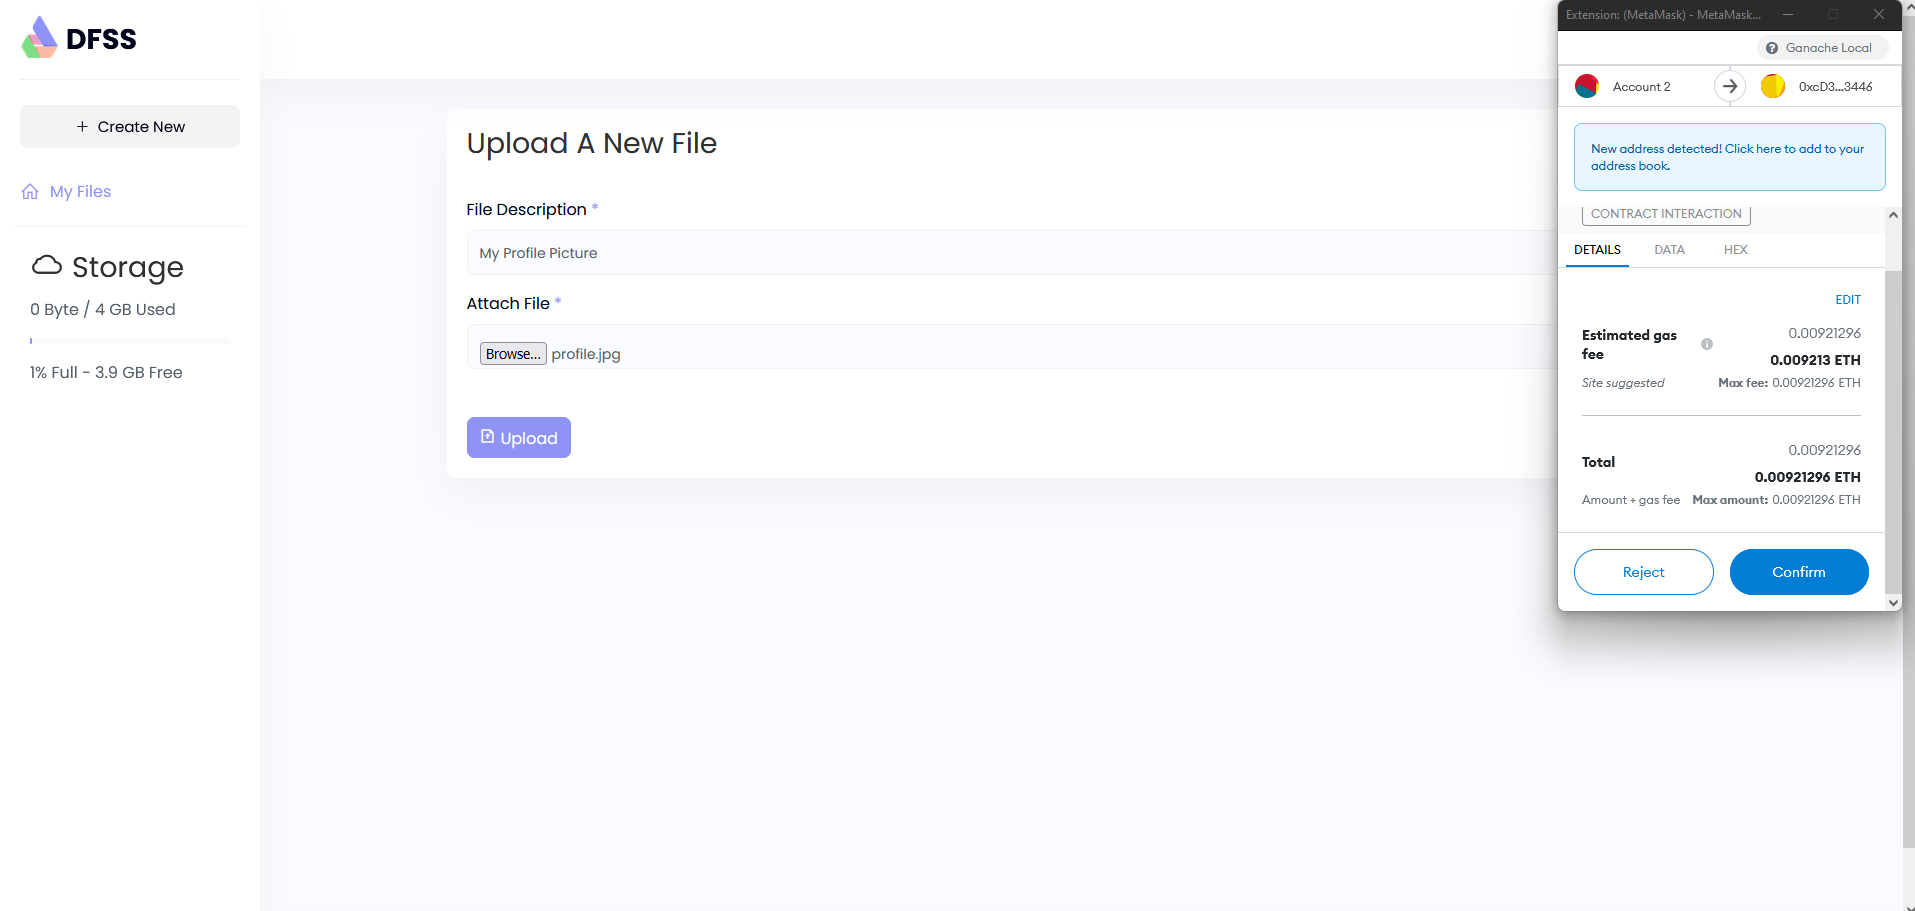 DFSS
+ Create New
My Files
Storage
0 Byte / 4 GB Used
1% Full - 3.9 GB Free
Upload A New File
File Description *
My Profile Picture
Attach File *
Browse... profile.jpg
Upload
Extension: (MetaMask) - MetaMask...
Ganache Local
Account 2
0xcD3...3446
New address detected! Click here to add to your
address book.
CONTRACT INTERACTION
DETAILS DATA HEX
EDIT
Estimated gas
fee
0.00921296
0.009213 ETH
Site suggested
Max fee: 0.00921296 ETH
0.00921296
Total
0.00921296 ETH
Amount + gas fee
Max amount: 0.00921296 ETH
Reject
Confirm